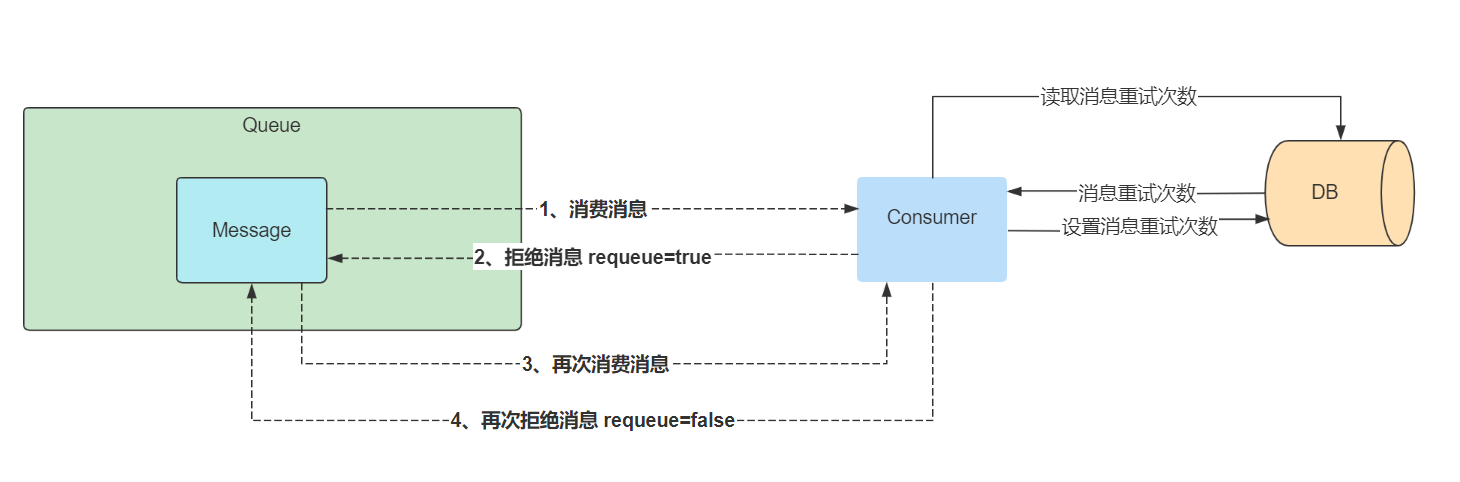 读取消息重试次数
Queue
消息重试次数
DB
1、消费消息
Consumer
设置消息重试次数
Message
2、拒绝消息 requeue=true
3、再次消费消息
4、再次拒绝消息 requeue=false